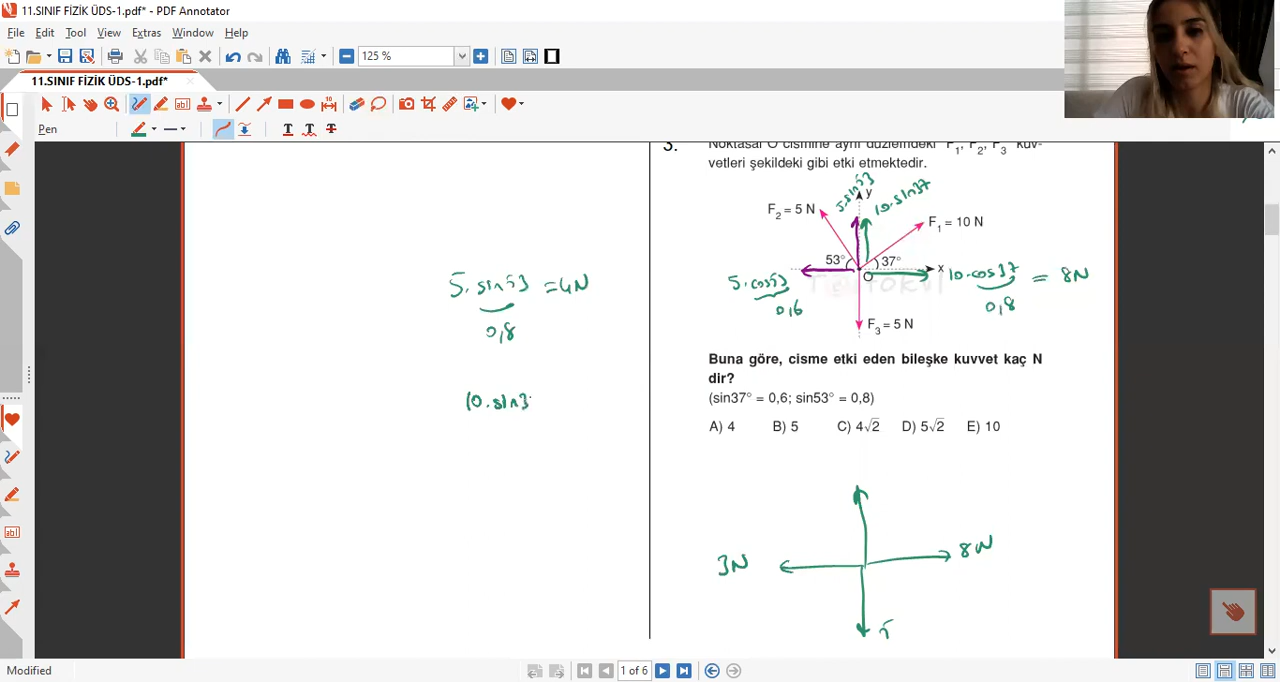 11.SINIF FİZİK ÜDS-1.pdf* - PDF Annotator
File Edit Tool View Extras Window Help
125 %
11.SINIF FİZİK ÜDS-1.pdf*
Pen
3. Noktasal O cismine aynı düzlemdeki F1, F2, F3 kuv-
vetleri şekildeki gibi etki etmektedir.
5.sin53
10.sin37
y
F2 = 5 N
F1 = 10 N
53°
37°
x
O
5.cos53
0,6
10.cos37 = 8N
0,8
F3 = 5 N
5.sin53 = 4N
0,8
10.sin3
Buna göre, cisme etki eden bileşke kuvvet kaç N
dir?
(sin37° = 0,6; sin53° = 0,8)
A) 4 B) 5 C) 4√2 D) 5√2 E) 10
3N
8N
Modified
1 of 6